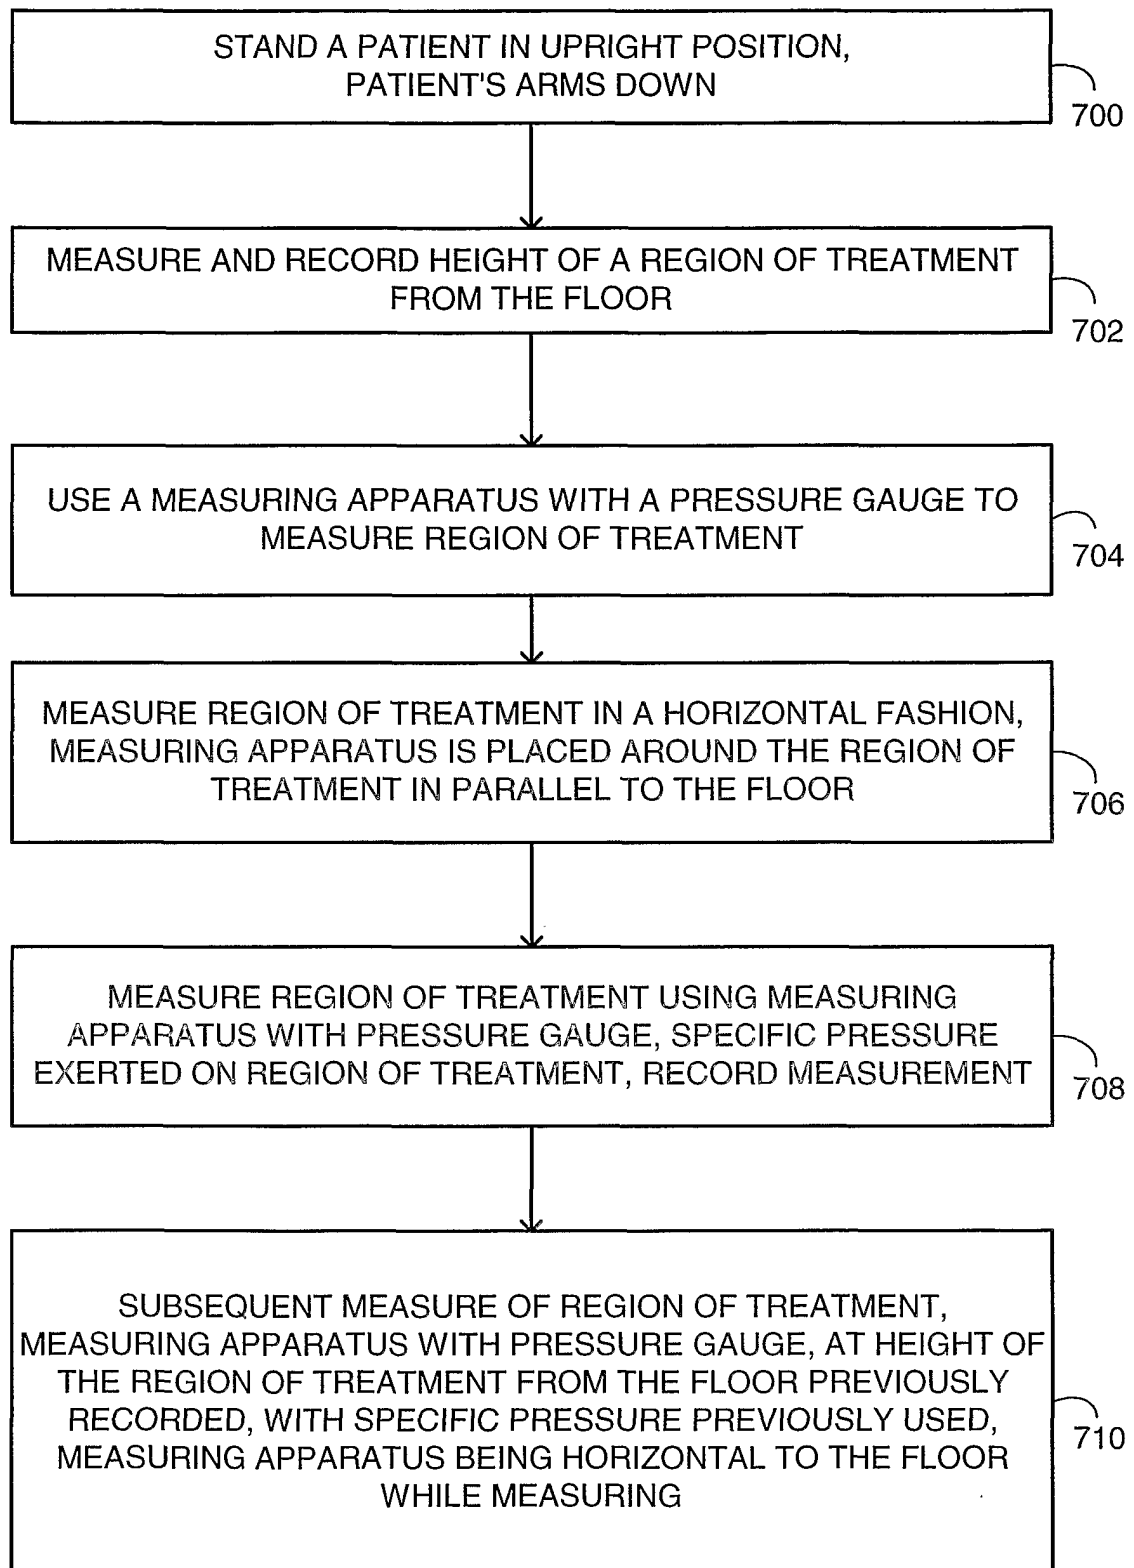 STAND A PATIENT IN UPRIGHT POSITION,
PATIENT'S ARMS DOWN
700
MEASURE AND RECORD HEIGHT OF A REGION OF TREATMENT
FROM THE FLOOR
702
USE A MEASURING APPARATUS WITH A PRESSURE GAUGE TO
MEASURE REGION OF TREATMENT
704
MEASURE REGION OF TREATMENT IN A HORIZONTAL FASHION,
MEASURING APPARATUS IS PLACED AROUND THE REGION OF
TREATMENT IN PARALLEL TO THE FLOOR
706
MEASURE REGION OF TREATMENT USING MEASURING
APPARATUS WITH PRESSURE GAUGE, SPECIFIC PRESSURE
EXERTED ON REGION OF TREATMENT, RECORD MEASUREMENT
708
SUBSEQUENT MEASURE OF REGION OF TREATMENT,
MEASURING APPARATUS WITH PRESSURE GAUGE, AT HEIGHT OF
THE REGION OF TREATMENT FROM THE FLOOR PREVIOUSLY
RECORDED, WITH SPECIFIC PRESSURE PREVIOUSLY USED,
MEASURING APPARATUS BEING HORIZONTAL TO THE FLOOR
WHILE MEASURING
710